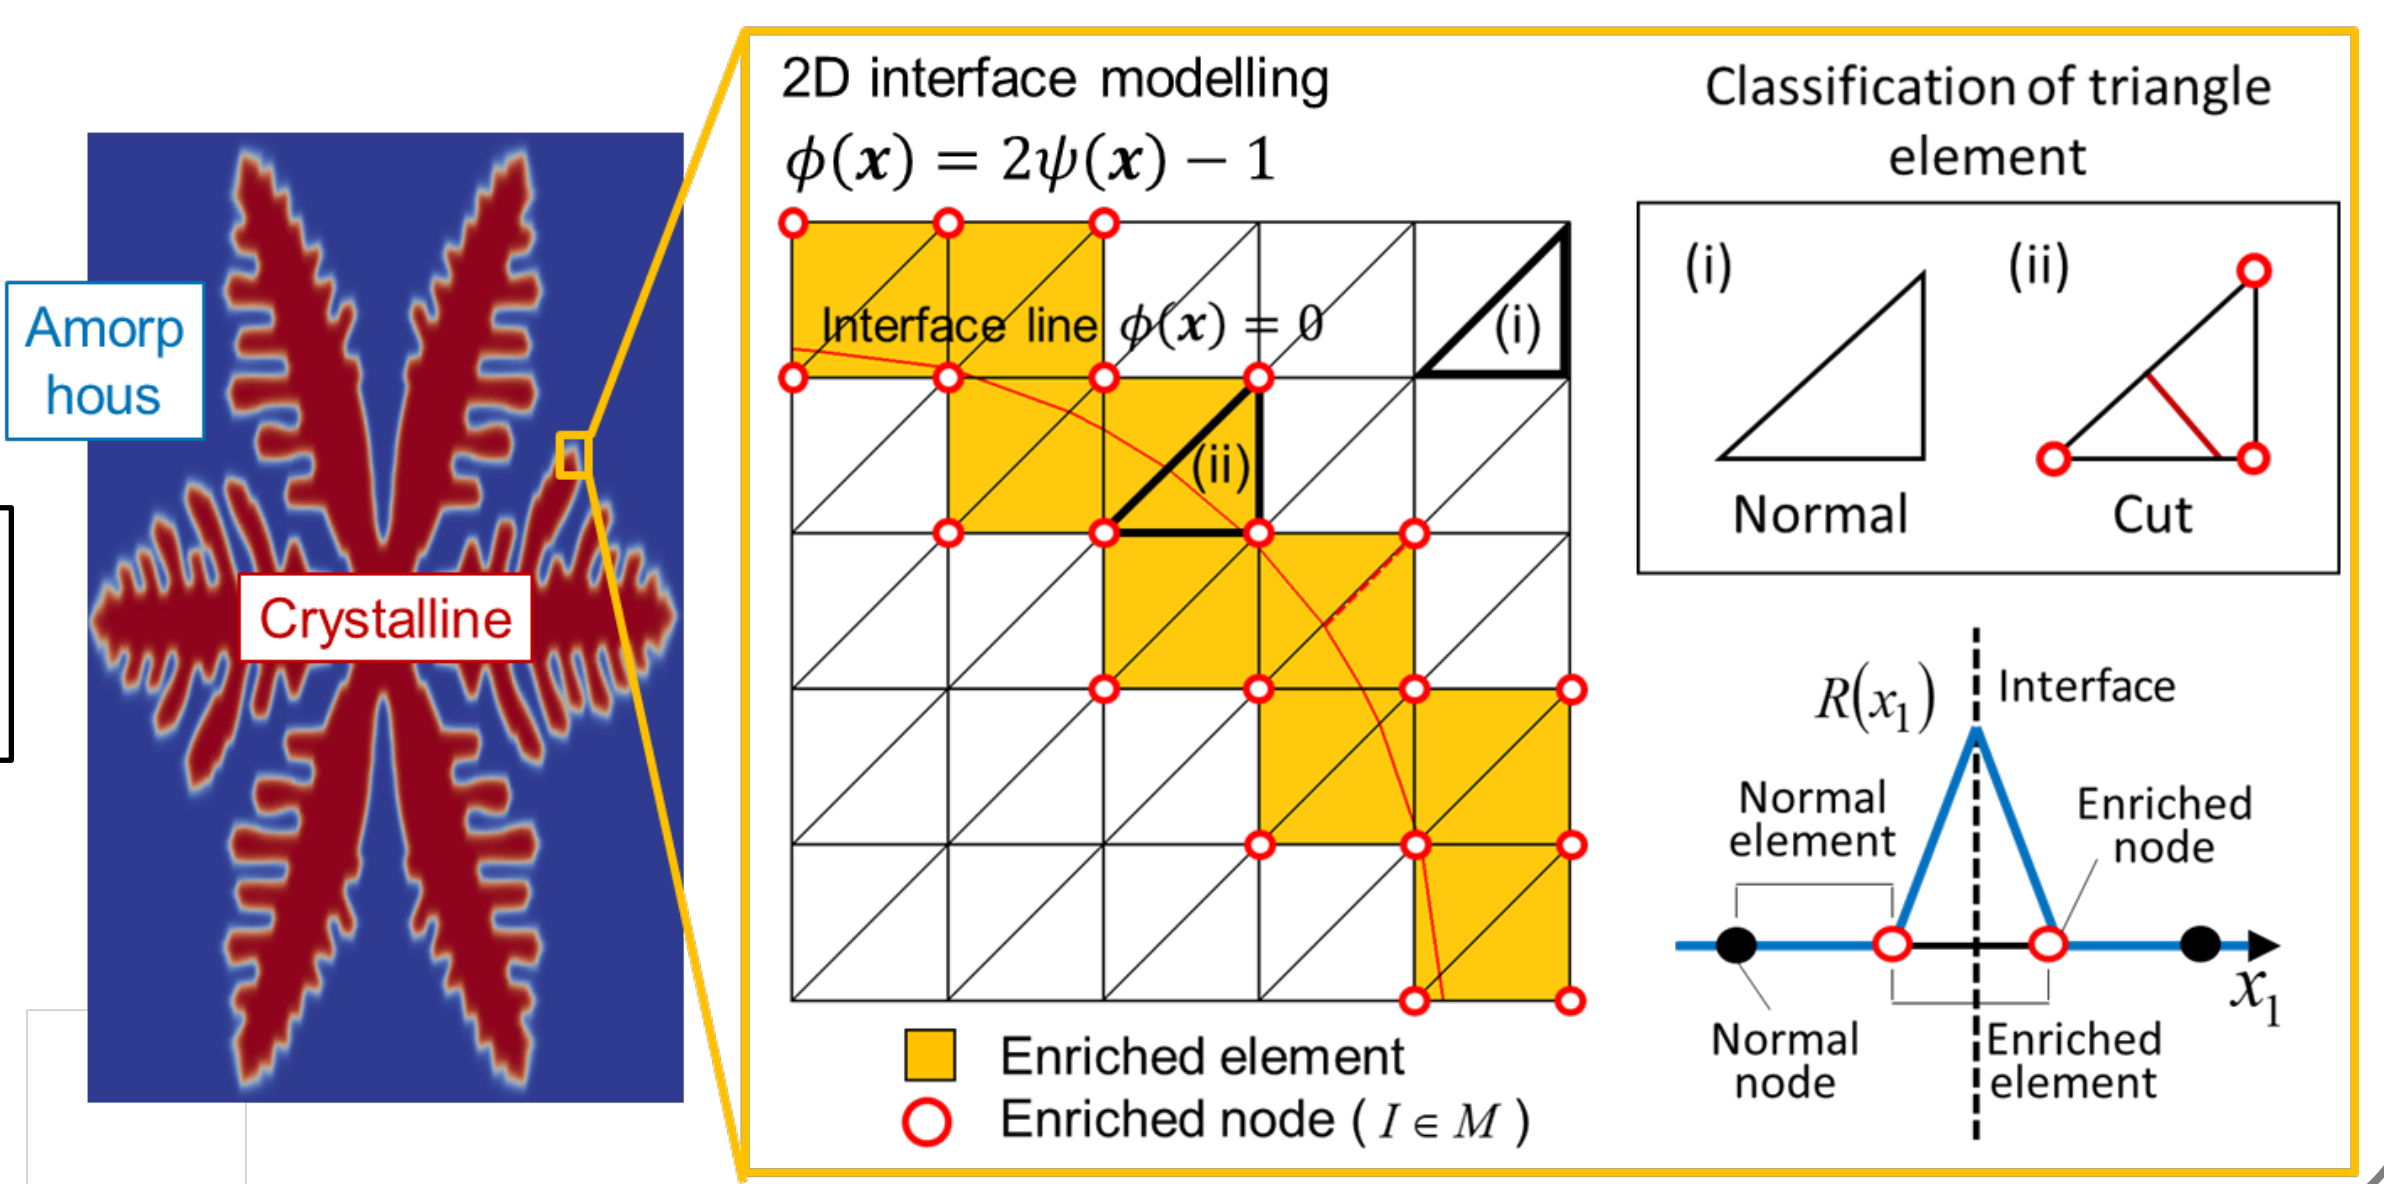 Amorp
hous
Crystalline
2D interface modelling
ϕ(x) = 2ψ(x) − 1
Interface line ϕ(x) = 0
(i)
(ii)
Enriched element
Enriched node ( I ∈ M )
Classification of triangle
element
(i)
(ii)
Normal
Cut
R(x₁)
Interface
Normal
element
Enriched
node
x₁
Normal
node
Enriched
element